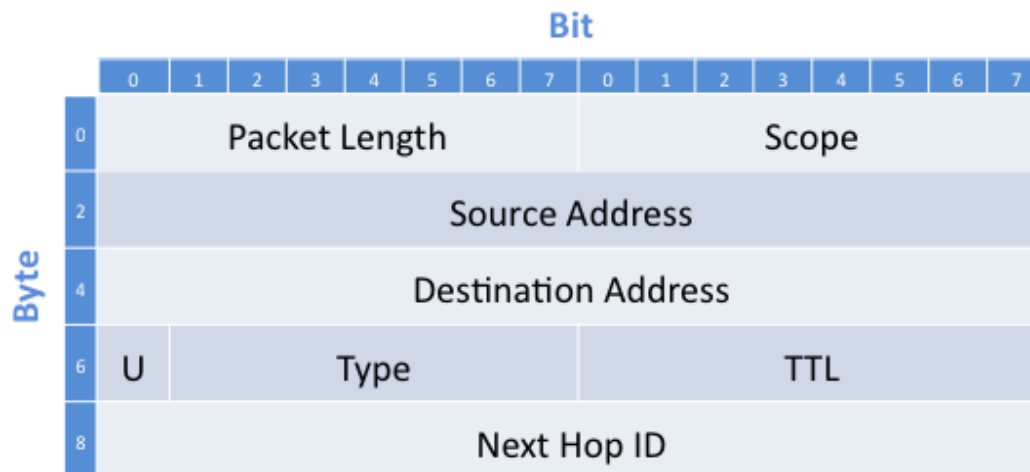 Bit
0 1 2 3 4 5 6 7 0 1 2 3 4 5 6 7
Byte
0 Packet Length Scope
2 Source Address
4 Destination Address
6 U Type TTL
8 Next Hop ID